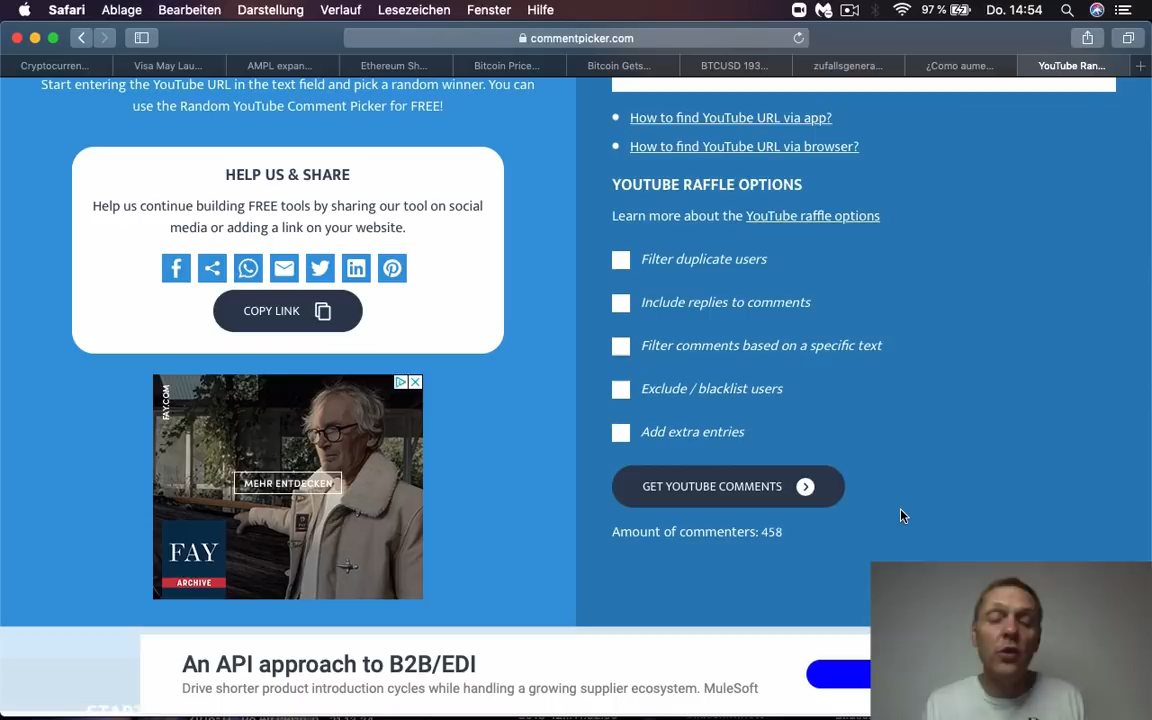 Safari Ablage Bearbeiten Darstellung Verlauf Lesezeichen Fenster Hilfe 97 % Do. 14:54
commentpicker.com
Cryptocurren... Visa May Lau... AMPL expan... Ethereum Sh... Bitcoin Price... Bitcoin Gets... BTCUSD 193... zufallsgenera... ¿Como aume... YouTube Ran...
Start entering the YouTube URL in the text field and pick a random winner. You can
use the Random YouTube Comment Picker for FREE!
HELP US & SHARE
Help us continue building FREE tools by sharing our tool on social
media or adding a link on your website.
COPY LINK
FAY.COM
MEHR ENTDECKEN
FAY
ARCHIVE
How to find YouTube URL via app?
How to find YouTube URL via browser?
YOUTUBE RAFFLE OPTIONS
Learn more about the YouTube raffle options
Filter duplicate users
Include replies to comments
Filter comments based on a specific text
Exclude / blacklist users
Add extra entries
GET YOUTUBE COMMENTS
Amount of commenters: 458
An API approach to B2B/EDI
Drive shorter product introduction cycles while handling a growing supplier ecosystem. MuleSoft